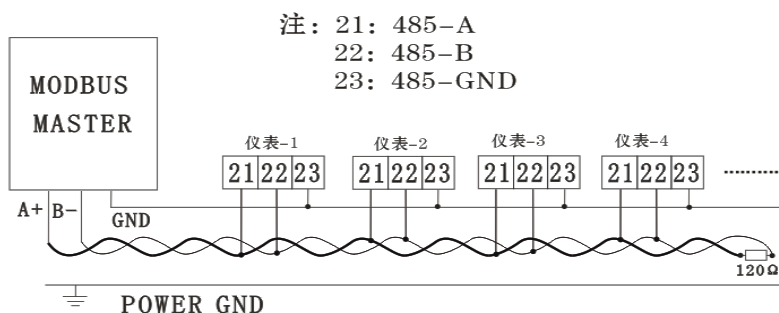 注: 21: 485-A
22: 485-B
23: 485-GND
MODBUS
MASTER
仪表-1
仪表-2
仪表-3
仪表-4
21 22 23
21 22 23
21 22 23
21 22 23
A+ B-
GND
120Ω
POWER GND